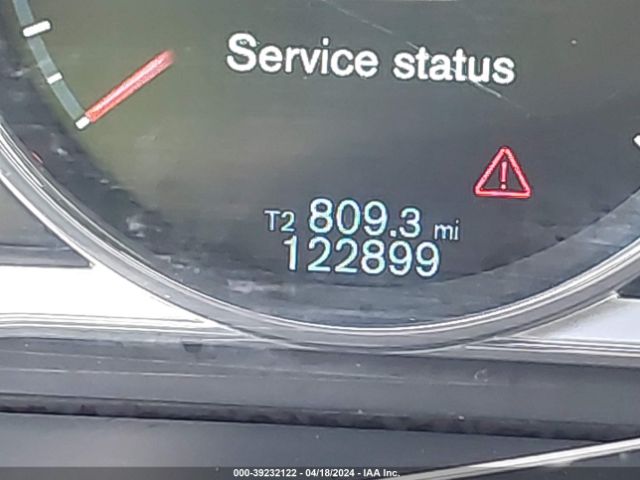 Service status
T2 809.3 mi
122899
000-39232122 - 04/18/2024 - IAA Inc.